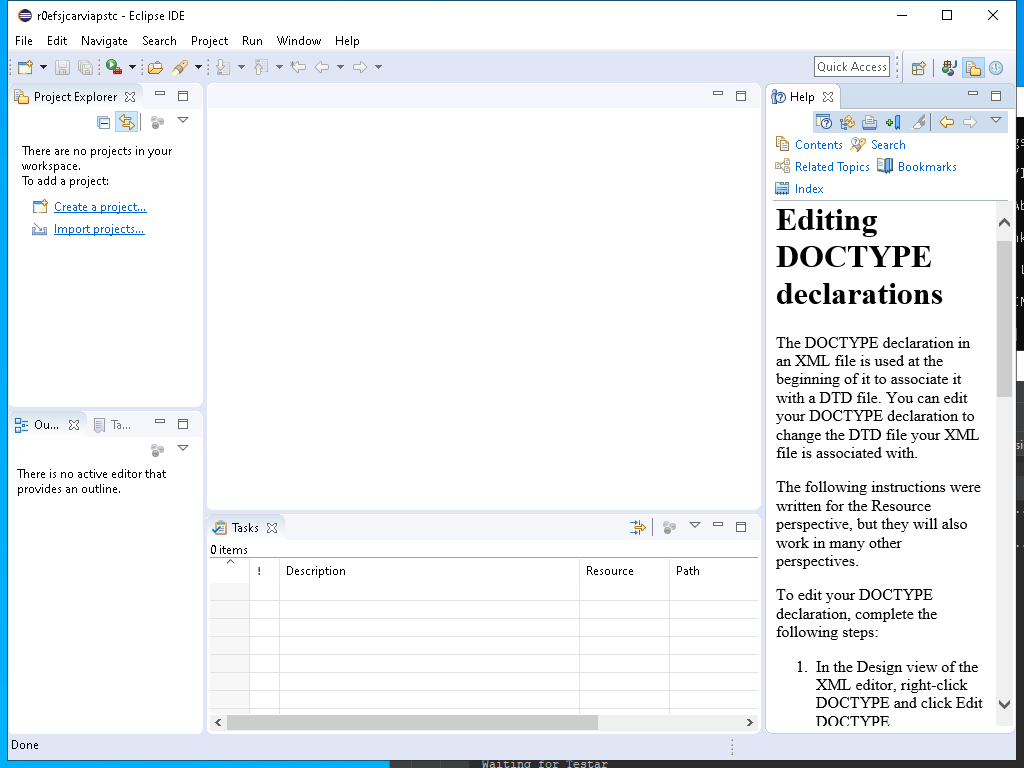 r0efsjcarviapstc - Eclipse IDE
File Edit Navigate Search Project Run Window Help
Quick Access
Project Explorer
There are no projects in your
workspace.
To add a project:
Create a project...
Import projects...
Ou...
Ta...
There is no active editor that
provides an outline.
Tasks
0 items
! Description Resource Path
Help
Contents Search
Related Topics Bookmarks
Index
Editing
DOCTYPE
declarations
The DOCTYPE declaration in
an XML file is used at the
beginning of it to associate it
with a DTD file. You can edit
your DOCTYPE declaration to
change the DTD file your XML
file is associated with.
The following instructions were
written for the Resource
perspective, but they will also
work in many other
perspectives.
To edit your DOCTYPE
declaration, complete the
following steps:
1. In the Design view of the
XML editor, right-click
DOCTYPE and click Edit
DOCTYPE
Done
Waiting for Testar